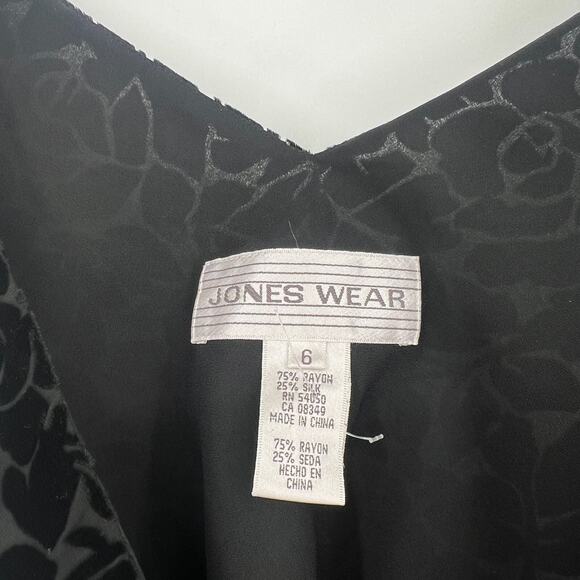 JONES WEAR
6
75% RAYON
25% SILK
RN 54050
CA 08349
MADE IN CHINA
75% RAYON
25% SEDA
HECHO EN
CHINA